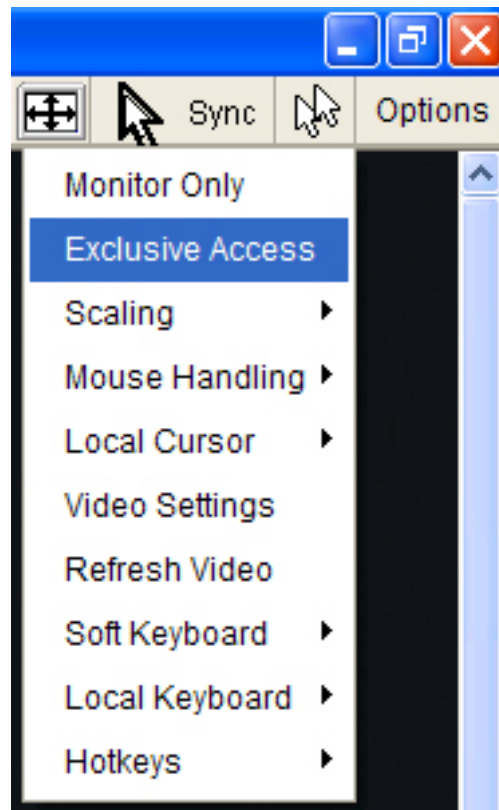 Sync
Options
Monitor Only
Exclusive Access
Scaling
Mouse Handling
Local Cursor
Video Settings
Refresh Video
Soft Keyboard
Local Keyboard
Hotkeys